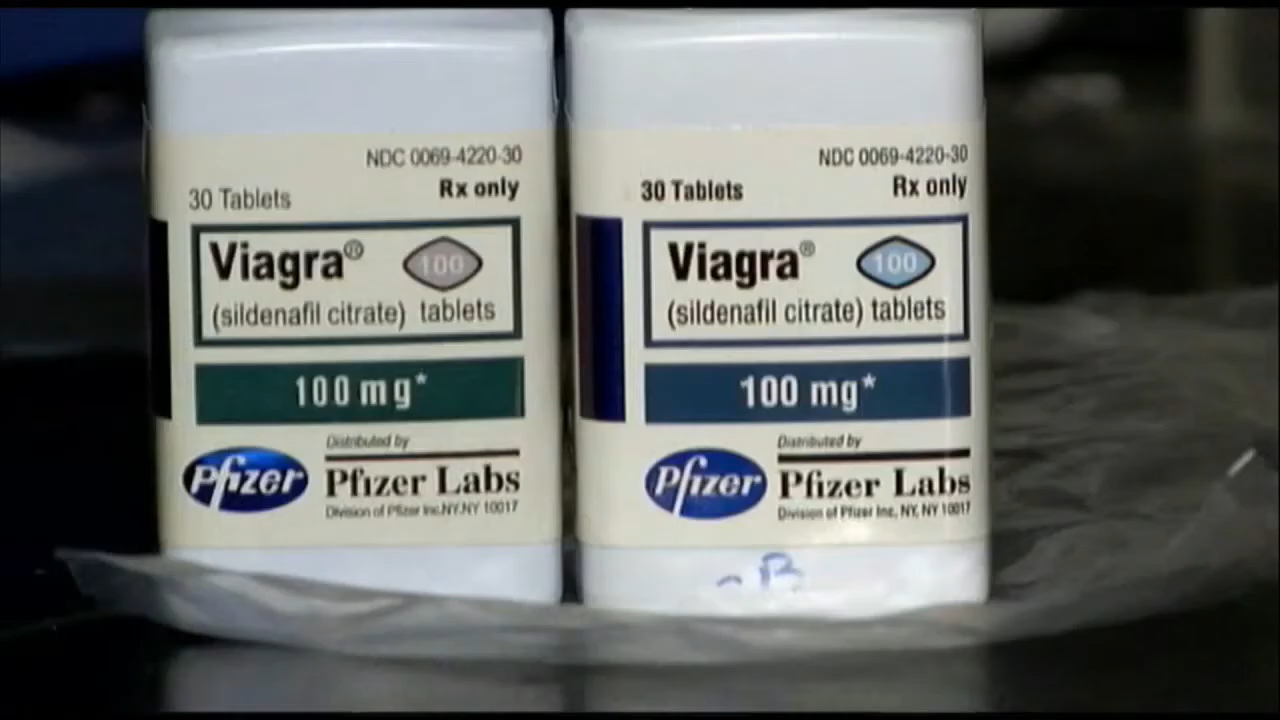 NDC 0069-4220-30
30 Tablets
Rx only
Viagra® 100
(sildenafil citrate) tablets
100 mg*
Distributed by
Pfizer
Pfizer Labs
Division of Pfizer Inc.NY.NY 10017
NDC 0069-4220-30
30 Tablets
Rx only
Viagra® 100
(sildenafil citrate) tablets
100 mg*
Distributed by
Pfizer
Pfizer Labs
Division of Pfizer Inc, NY, NY 10017